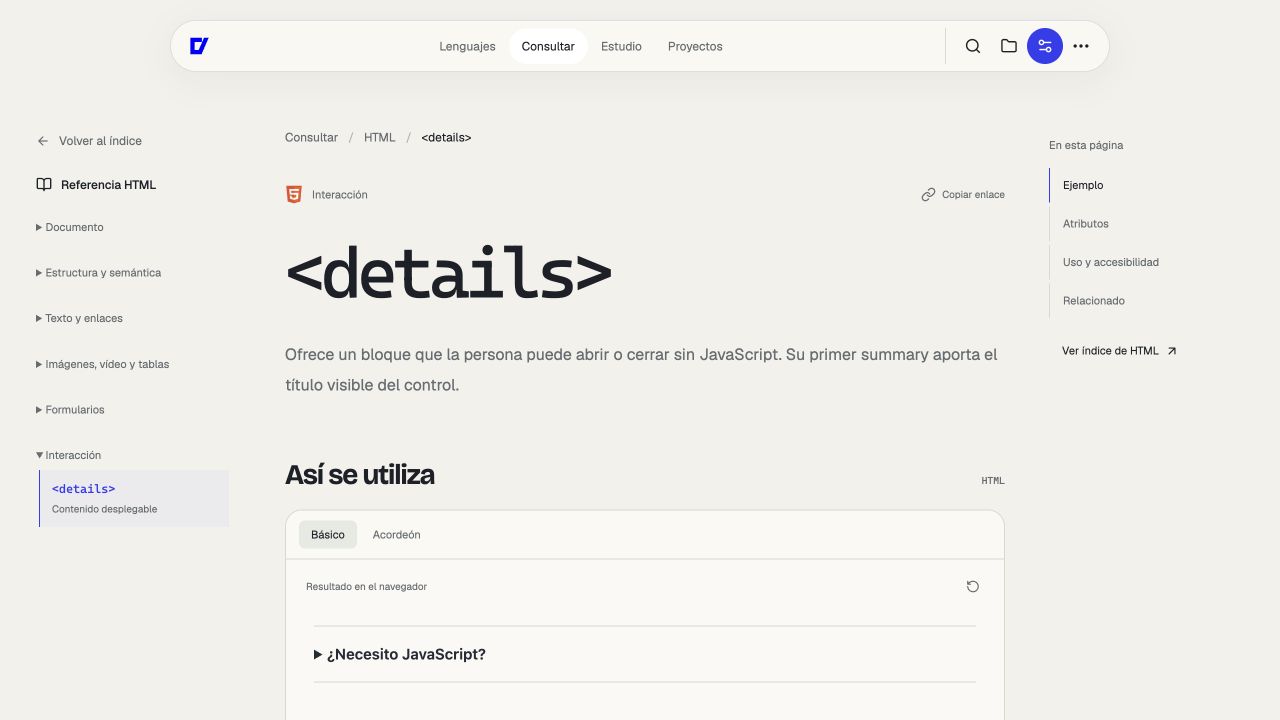 Lenguajes
Consultar
Estudio
Proyectos
Volver al índice
Referencia HTML
Documento
Estructura y semántica
Texto y enlaces
Imágenes, vídeo y tablas
Formularios
Interacción
<details>
Contenido desplegable
Consultar / HTML / <details>
Interacción
Copiar enlace
<details>
Ofrece un bloque que la persona puede abrir o cerrar sin JavaScript. Su primer summary aporta el
título visible del control.
Así se utiliza
HTML
Básico
Acordeón
Resultado en el navegador
¿Necesito JavaScript?
En esta página
Ejemplo
Atributos
Uso y accesibilidad
Relacionado
Ver índice de HTML